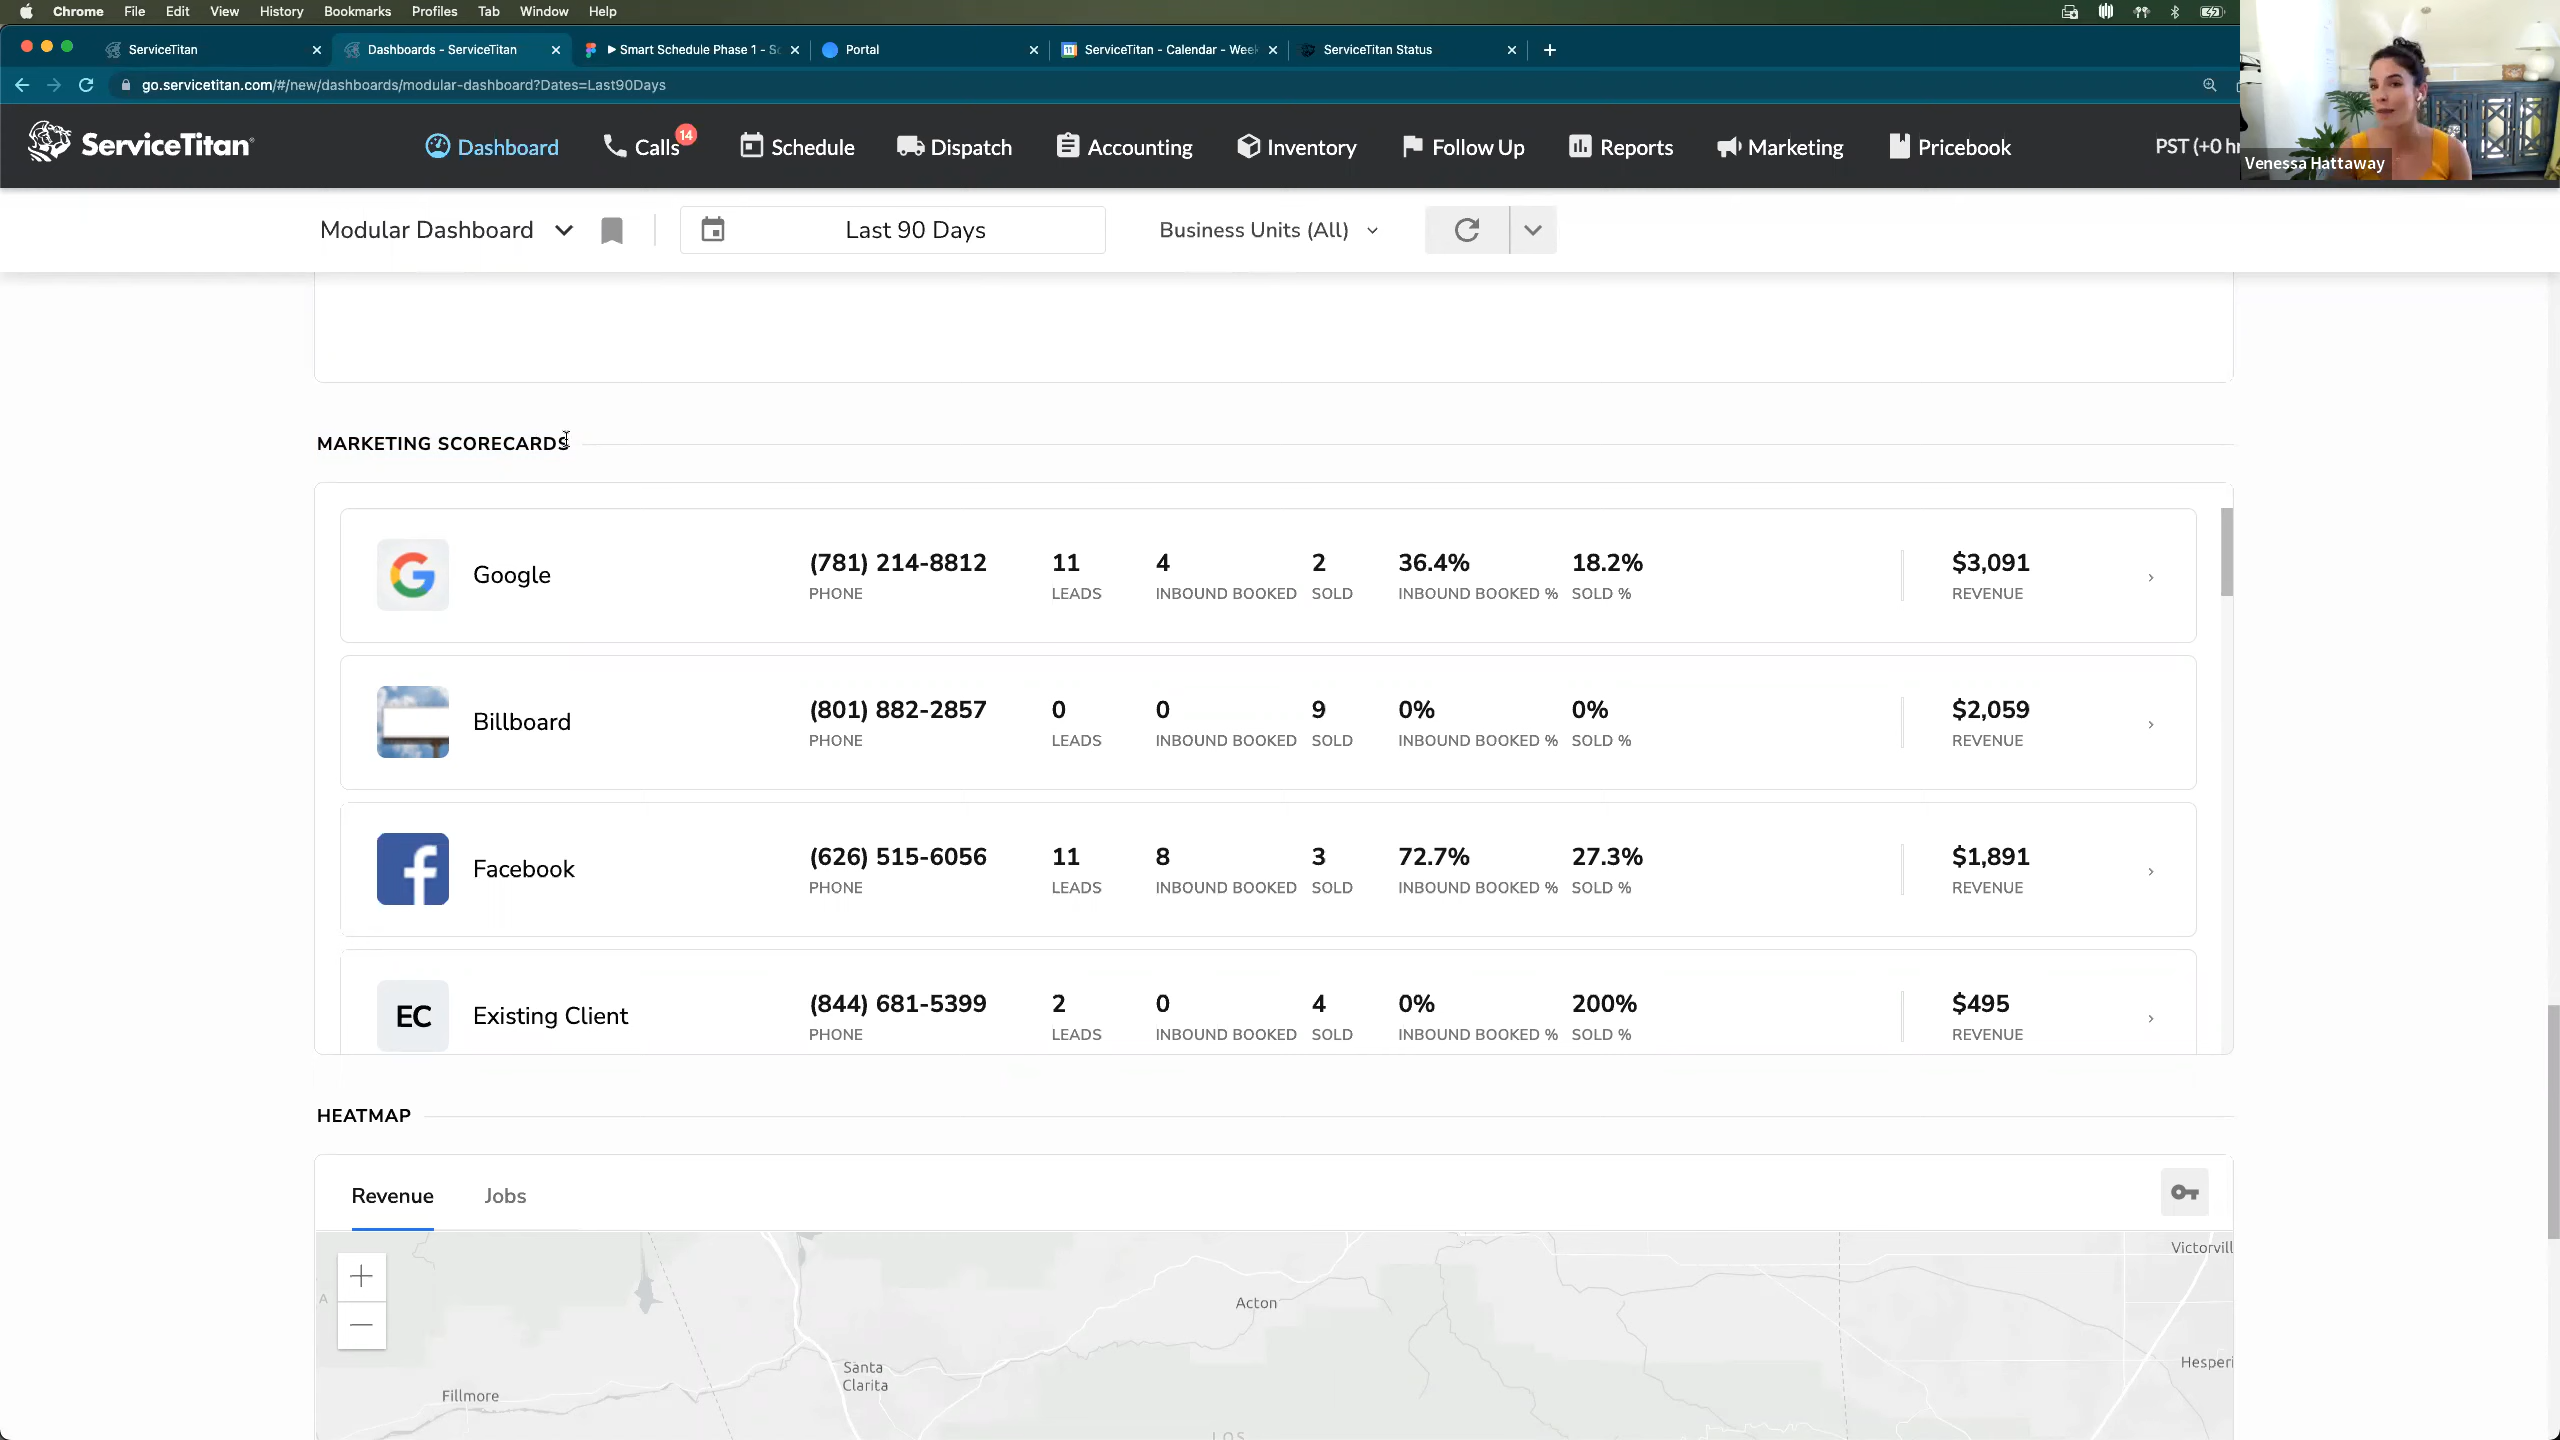 Chrome File Edit View History Bookmarks Profiles Tab Window Help
ServiceTitan Dashboards - ServiceTitan Smart Schedule Phase 1 - Portal ServiceTitan - Calendar - Week ServiceTitan Status
go.servicetitan.com/#/new/dashboards/modular-dashboard?Dates=Last90Days
ServiceTitan Dashboard Calls 14 Schedule Dispatch Accounting Inventory Follow Up Reports Marketing Pricebook PST (+0 hr
Venessa Hattaway
Modular Dashboard Last 90 Days Business Units (All)
MARKETING SCORECARDS
G Google (781) 214-8812 11 4 2 36.4% 18.2% $3,091
PHONE LEADS INBOUND BOOKED SOLD INBOUND BOOKED % SOLD % REVENUE
Billboard (801) 882-2857 0 0 9 0% 0% $2,059
PHONE LEADS INBOUND BOOKED SOLD INBOUND BOOKED % SOLD % REVENUE
f Facebook (626) 515-6056 11 8 3 72.7% 27.3% $1,891
PHONE LEADS INBOUND BOOKED SOLD INBOUND BOOKED % SOLD % REVENUE
EC Existing Client (844) 681-5399 2 0 4 0% 200% $495
PHONE LEADS INBOUND BOOKED SOLD INBOUND BOOKED % SOLD % REVENUE
HEATMAP
Revenue Jobs
Victorvill
A
Acton
Santa
Clarita
Hesperi
Fillmore
LOS